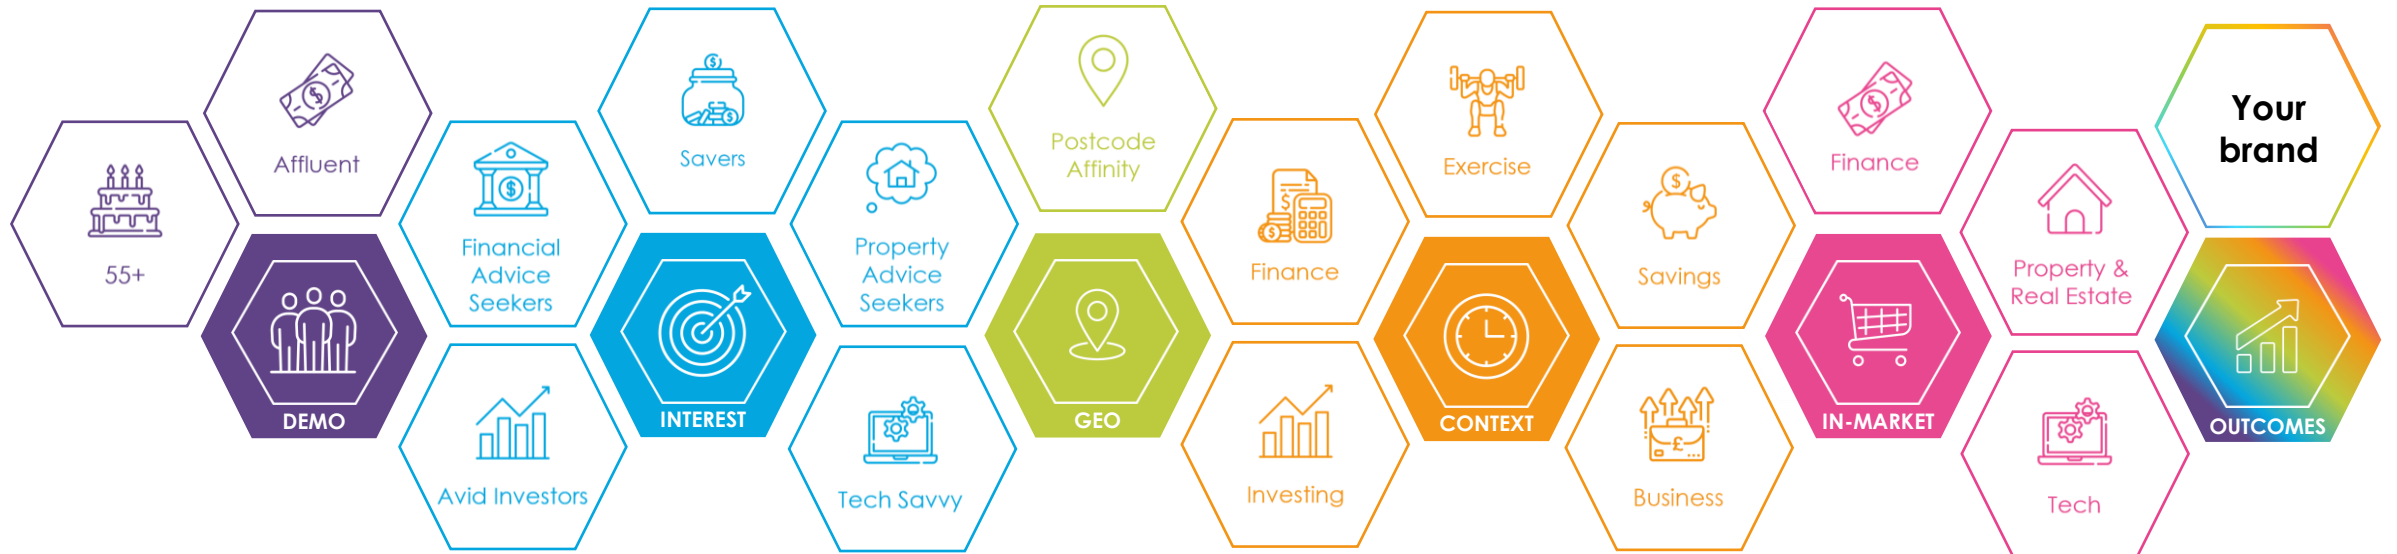 55+
Affluent
DEMO
Financial
Advice
Seekers
Avid Investors
Savers
INTEREST
Property
Advice
Seekers
Tech Savvy
Postcode
Affinity
GEO
Finance
Investing
Exercise
CONTEXT
Savings
Business
Finance
IN-MARKET
Property &
Real Estate
Tech
Your
brand
OUTCOMES